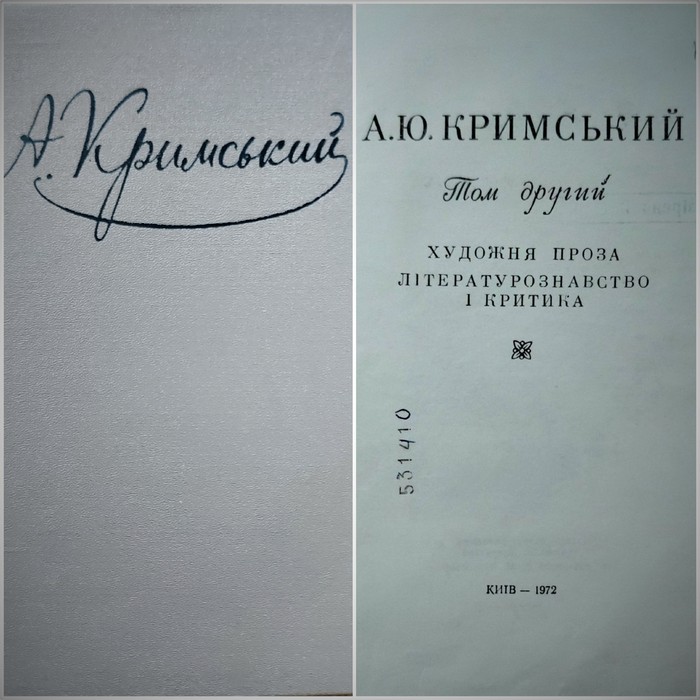 А. Кримський
А. Ю. КРИМСЬКИЙ
Том другий
ХУДОЖНЯ ПРОЗА
ЛІТЕРАТУРОЗНАВСТВО
І КРИТИКА
531410
КИЇВ — 1972